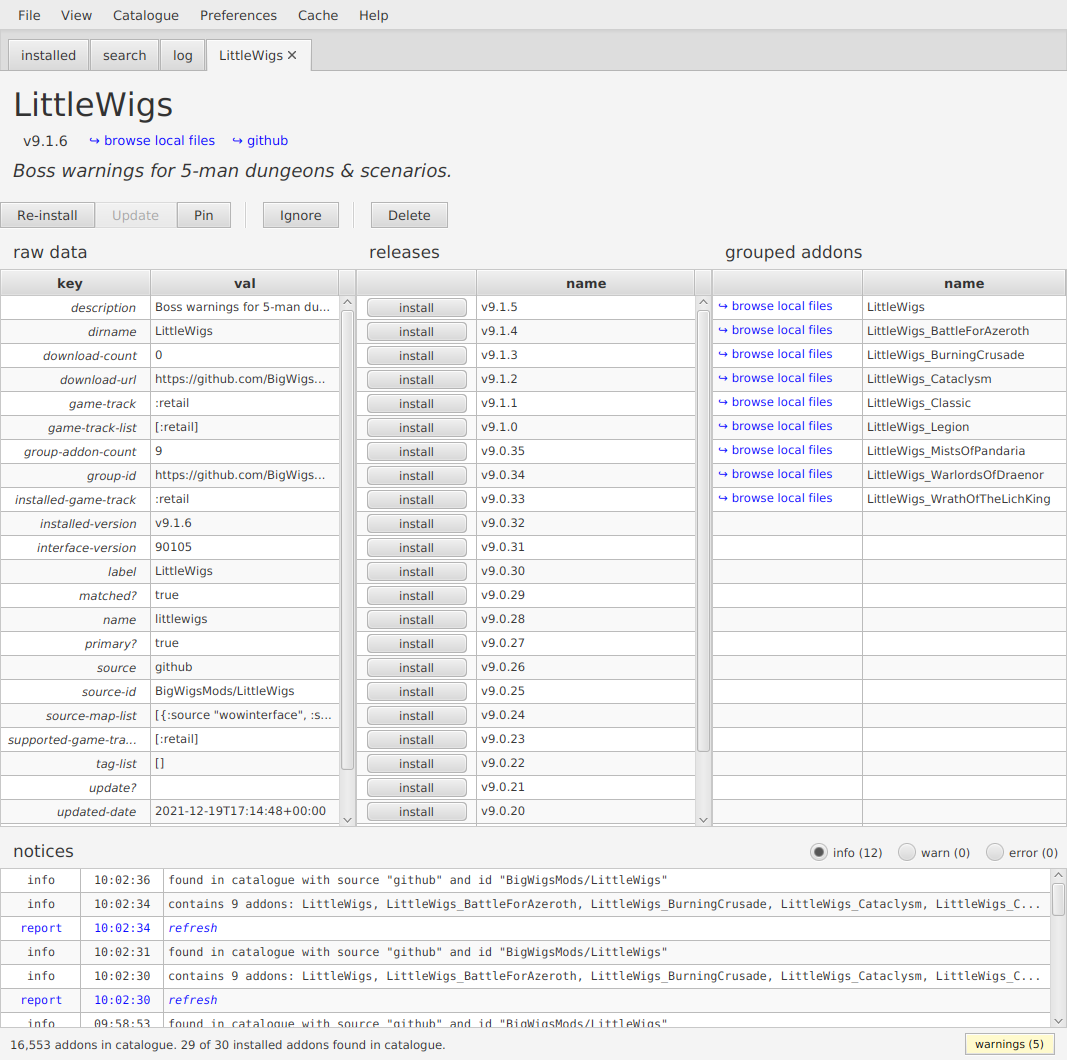 File View Catalogue Preferences Cache Help
installed search log LittleWigs ✕
LittleWigs
v9.1.6 ↪ browse local files ↪ github
Boss warnings for 5-man dungeons & scenarios.
Re-install Update Pin Ignore Delete
raw data releases grouped addons
key val name name
description Boss warnings for 5-man du... install v9.1.5 ↪ browse local files LittleWigs
dirname LittleWigs install v9.1.4 ↪ browse local files LittleWigs_BattleForAzeroth
download-count 0 install v9.1.3 ↪ browse local files LittleWigs_BurningCrusade
download-url https://github.com/BigWigs... install v9.1.2 ↪ browse local files LittleWigs_Cataclysm
game-track :retail install v9.1.1 ↪ browse local files LittleWigs_Classic
game-track-list [:retail] install v9.1.0 ↪ browse local files LittleWigs_Legion
group-addon-count 9 install v9.0.35 ↪ browse local files LittleWigs_MistsOfPandaria
group-id https://github.com/BigWigs... install v9.0.34 ↪ browse local files LittleWigs_WarlordsOfDraenor
installed-game-track :retail install v9.0.33 ↪ browse local files LittleWigs_WrathOfTheLichKing
installed-version v9.1.6 install v9.0.32
interface-version 90105 install v9.0.31
label LittleWigs install v9.0.30
matched? true install v9.0.29
name littlewigs install v9.0.28
primary? true install v9.0.27
source github install v9.0.26
source-id BigWigsMods/LittleWigs install v9.0.25
source-map-list [{:source "wowinterface", :s... install v9.0.24
supported-game-tra... [:retail] install v9.0.23
tag-list [] install v9.0.22
update? install v9.0.21
updated-date 2021-12-19T17:14:48+00:00 install v9.0.20
notices info (12) warn (0) error (0)
info 10:02:36 found in catalogue with source "github" and id "BigWigsMods/LittleWigs"
info 10:02:34 contains 9 addons: LittleWigs, LittleWigs_BattleForAzeroth, LittleWigs_BurningCrusade, LittleWigs_Cataclysm, LittleWigs_C...
report 10:02:34 refresh
info 10:02:31 found in catalogue with source "github" and id "BigWigsMods/LittleWigs"
info 10:02:30 contains 9 addons: LittleWigs, LittleWigs_BattleForAzeroth, LittleWigs_BurningCrusade, LittleWigs_Cataclysm, LittleWigs_C...
report 10:02:30 refresh
info 09:58:53 found in catalogue with source "github" and id "BigWigsMods/LittleWigs"
16,553 addons in catalogue. 29 of 30 installed addons found in catalogue. warnings (5)